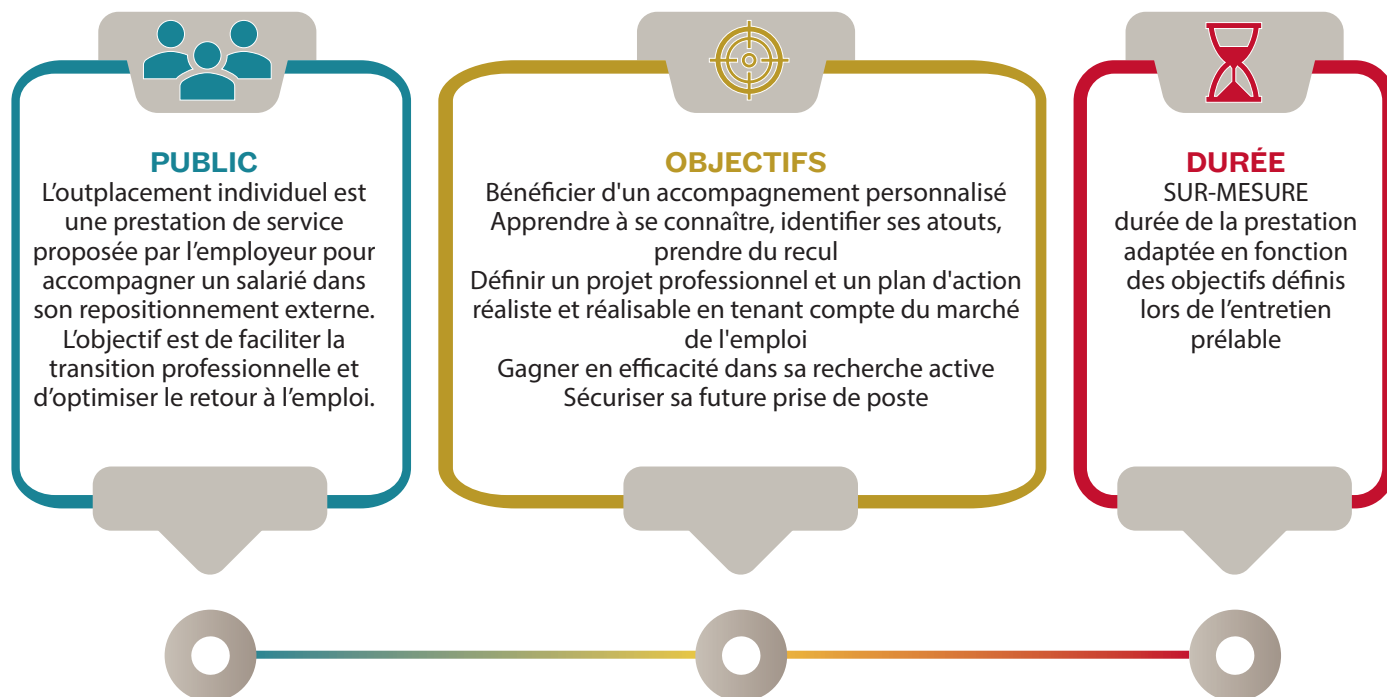 PUBLIC
L’outplacement individuel est
une prestation de service
proposée par l’employeur pour
accompagner un salarié dans
son repositionnement externe.
L’objectif est de faciliter la
transition professionnelle et
d’optimiser le retour à l’emploi.
OBJECTIFS
Bénéficier d'un accompagnement personnalisé
Apprendre à se connaître, identifier ses atouts,
prendre du recul
Définir un projet professionnel et un plan d'action
réaliste et réalisable en tenant compte du marché
de l'emploi
Gagner en efficacité dans sa recherche active
Sécuriser sa future prise de poste
DURÉE
SUR-MESURE
durée de la prestation
adaptée en fonction
des objectifs définis
lors de l’entretien
prélable